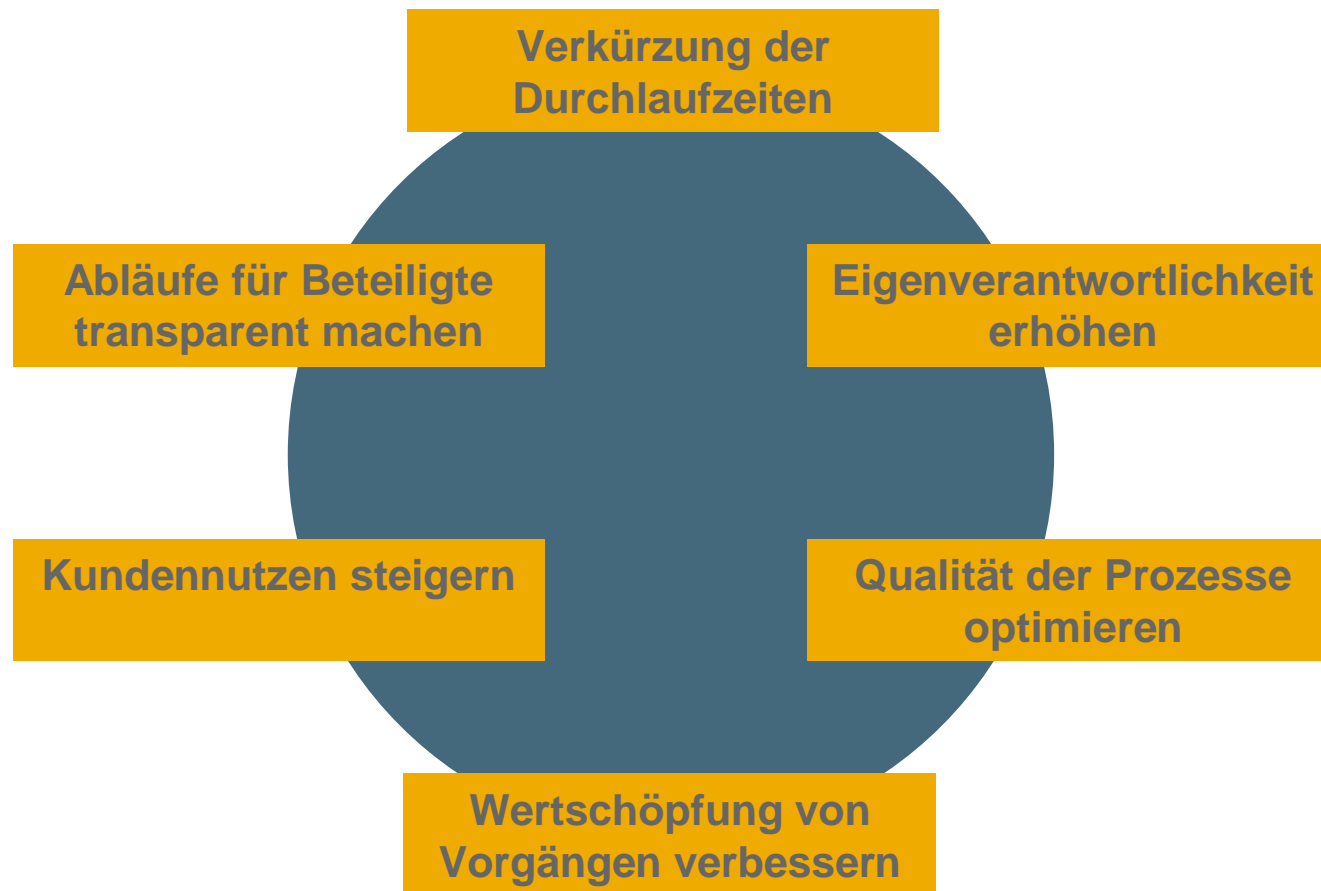 Verkürzung der
Durchlaufzeiten
Abläufe für Beteiligte
transparent machen
Eigenverantwortlichkeit
erhöhen
Kundennutzen steigern
Qualität der Prozesse
optimieren
Wertschöpfung von
Vorgängen verbessern